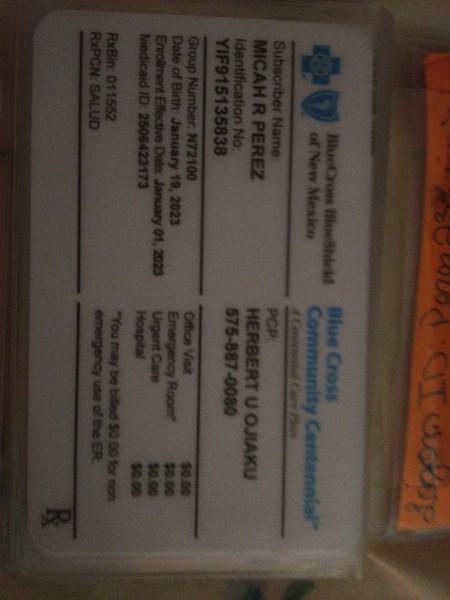 BlueCross BlueShield
of New Mexico
Blue Cross
Community Centennial℠
A Centennial Care Plan
Subscriber Name:
MICAH R PEREZ
Identification No:
YIF915135838
PCP:
HERBERT U OJIAKU
575-887-0080
Group Number: N72100
Date of Birth: January 19, 2023
Enrollment Effective Date: January 01, 2023
Medicaid ID: 2506423173
RxBin: 011552
RxPCN: SALUD
Office Visit $0.00
Emergency Room* $0.00
Urgent Care $0.00
Hospital $0.00
*You may be billed $0.00 for non
emergency use of the ER.
Rx